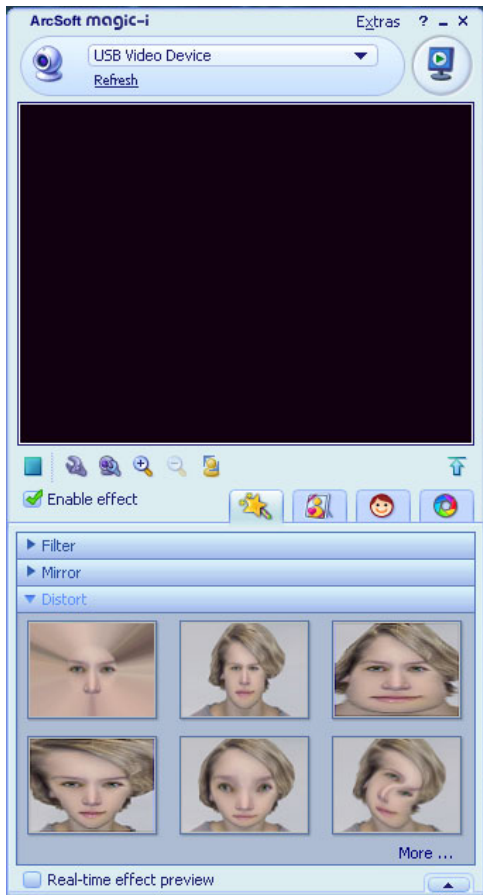 ArcSoft magic-i Extras ? – ×
USB Video Device
Refresh
Enable effect
Filter
Mirror
Distort
More ...
Real-time effect preview